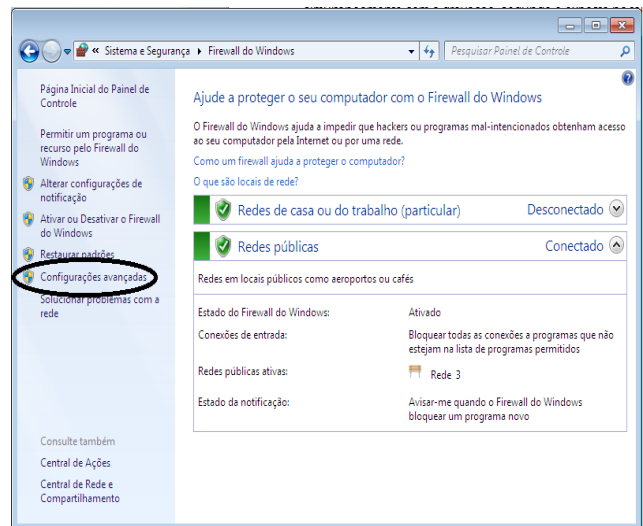 « Sistema e Segurança ▸ Firewall do Windows
Pesquisar Painel de Controle
Página Inicial do Painel de
Controle
Permitir um programa ou
recurso pelo Firewall do
Windows
Alterar configurações de
notificação
Ativar ou Desativar o Firewall
do Windows
Restaurar padrões
Configurações avançadas
Solucionar problemas com a
rede
Consulte também
Central de Ações
Central de Rede e
Compartilhamento
Ajude a proteger o seu computador com o Firewall do Windows
O Firewall do Windows ajuda a impedir que hackers ou programas mal-intencionados obtenham acesso
ao seu computador pela Internet ou por uma rede.
Como um firewall ajuda a proteger o computador?
O que são locais de rede?
Redes de casa ou do trabalho (particular) Desconectado
Redes públicas Conectado
Redes em locais públicos como aeroportos ou cafés
Estado do Firewall do Windows: Ativado
Conexões de entrada: Bloquear todas as conexões a programas que não
estejam na lista de programas permitidos
Redes públicas ativas: Rede 3
Estado da notificação: Avisar-me quando o Firewall do Windows
bloquear um programa novo